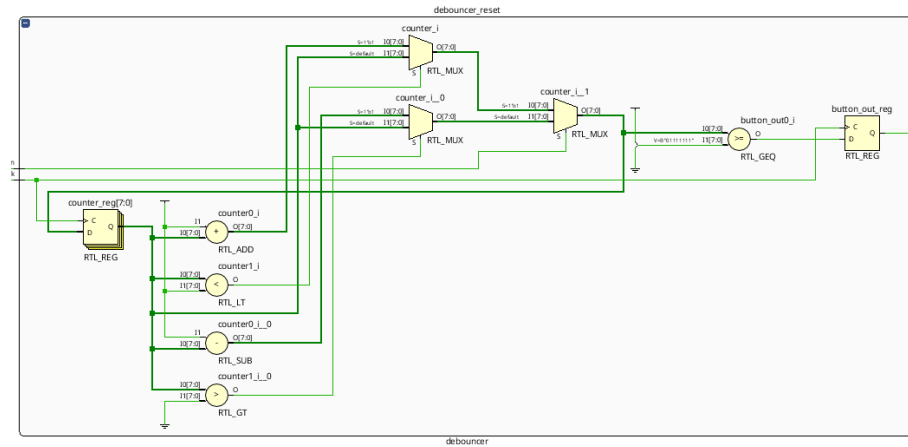 debouncer_reset
counter_i
S=1'b1 I0[7:0] O[7:0]
S=default I1[7:0]
S RTL_MUX
counter_i__0
S=1'b1 I0[7:0] O[7:0]
S=default I1[7:0]
S RTL_MUX
counter_i__1
S=1'b1 I0[7:0] O[7:0]
S=default I1[7:0]
S RTL_MUX
button_out0_i
I0[7:0] >= O
V=B"01111111" I1[7:0]
RTL_GEQ
button_out_reg
C Q
D
RTL_REG
n
k
counter_reg[7:0]
C Q
D
RTL_REG
counter0_i
I1 + O[7:0]
I0[7:0]
RTL_ADD
counter1_i
I0[7:0] < O
I1[7:0]
RTL_LT
counter0_i__0
I1 - O[7:0]
I0[7:0]
RTL_SUB
counter1_i__0
I0[7:0] > O
I1[7:0]
RTL_GT
debouncer